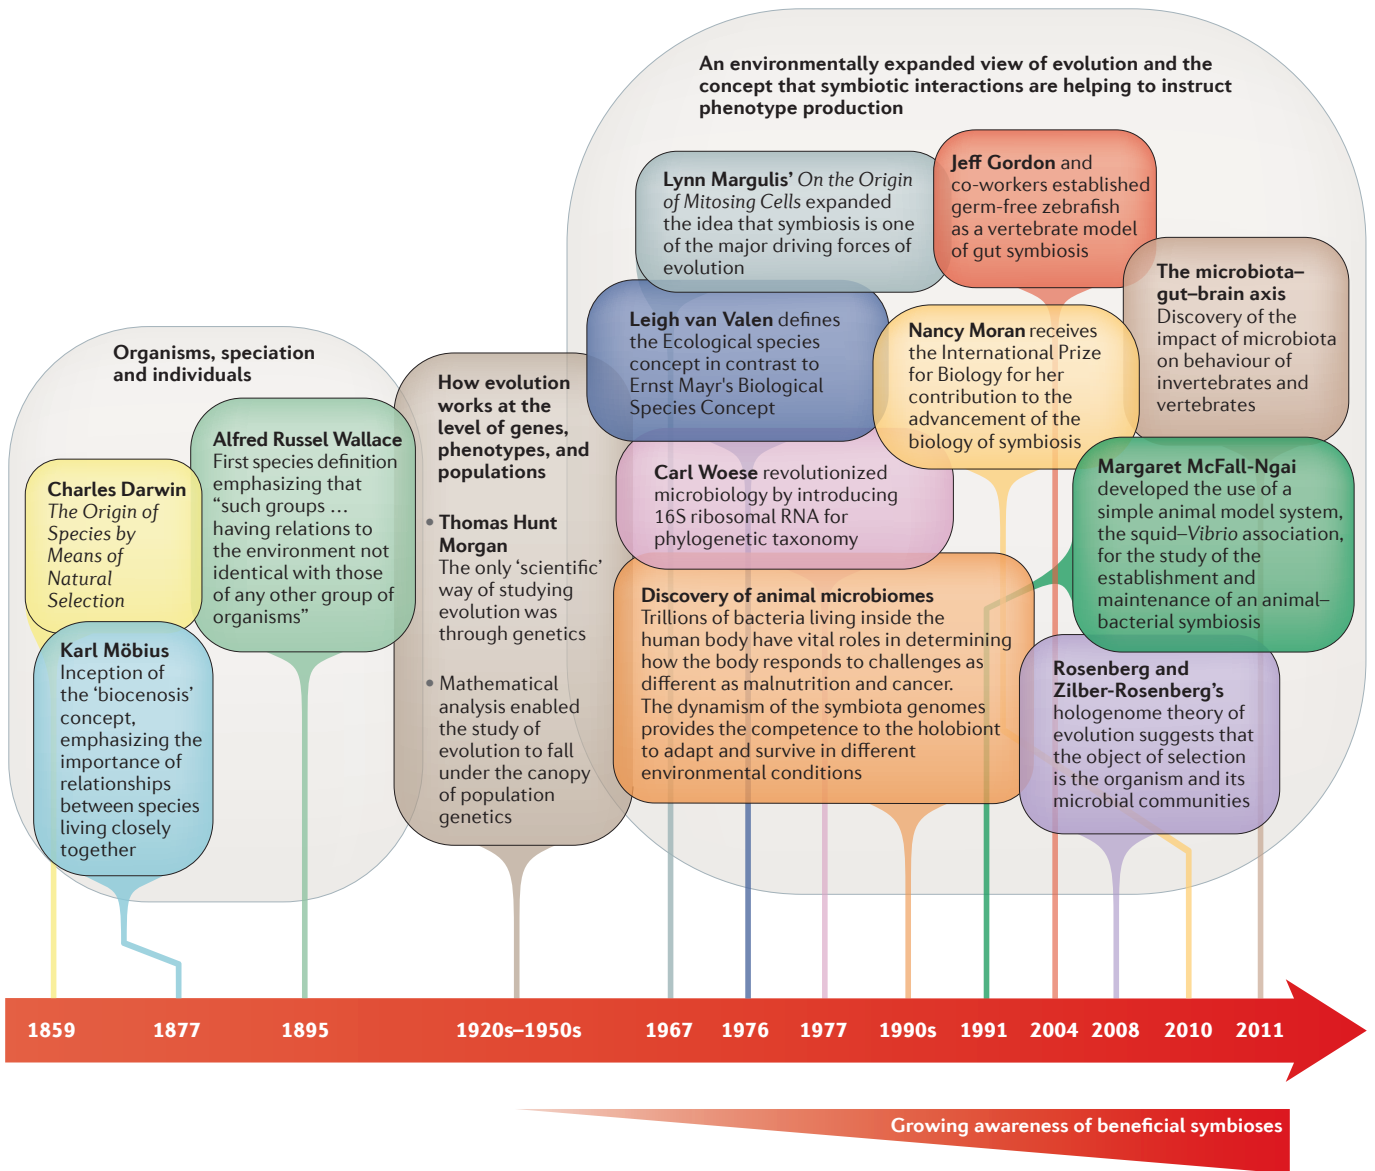 An environmentally expanded view of evolution and the
concept that symbiotic interactions are helping to instruct
phenotype production
Lynn Margulis’ On the Origin
of Mitosing Cells expanded
the idea that symbiosis is one
of the major driving forces of
evolution
Jeff Gordon and
co-workers established
germ-free zebrafish
as a vertebrate model
of gut symbiosis
The microbiota–
gut–brain axis
Discovery of the
impact of microbiota
on behaviour of
invertebrates and
vertebrates
Leigh van Valen defines
the Ecological species
concept in contrast to
Ernst Mayr's Biological
Species Concept
Nancy Moran receives
the International Prize
for Biology for her
contribution to the
advancement of the
biology of symbiosis
Organisms, speciation
and individuals
Charles Darwin
The Origin of
Species by
Means of
Natural
Selection
Alfred Russel Wallace
First species definition
emphasizing that
“such groups …
having relations to
the environment not
identical with those
of any other group of
organisms”
Karl Möbius
Inception of
the ‘biocenosis’
concept,
emphasizing the
importance of
relationships
between species
living closely
together
How evolution
works at the
level of genes,
phenotypes, and
populations
• Thomas Hunt
Morgan
The only ‘scientific’
way of studying
evolution was
through genetics
• Mathematical
analysis enabled
the study of
evolution to fall
under the canopy
of population
genetics
Carl Woese revolutionized
microbiology by introducing
16S ribosomal RNA for
phylogenetic taxonomy
Margaret McFall-Ngai
developed the use of a
simple animal model system,
the squid–Vibrio association,
for the study of the
establishment and
maintenance of an animal–
bacterial symbiosis
Discovery of animal microbiomes
Trillions of bacteria living inside the
human body have vital roles in determining
how the body responds to challenges as
different as malnutrition and cancer.
The dynamism of the symbiota genomes
provides the competence to the holobiont
to adapt and survive in different
environmental conditions
Rosenberg and
Zilber-Rosenberg’s
hologenome theory of
evolution suggests that
the object of selection
is the organism and its
microbial communities
1859 1877 1895 1920s–1950s 1967 1976 1977 1990s 1991 2004 2008 2010 2011
Growing awareness of beneficial symbioses